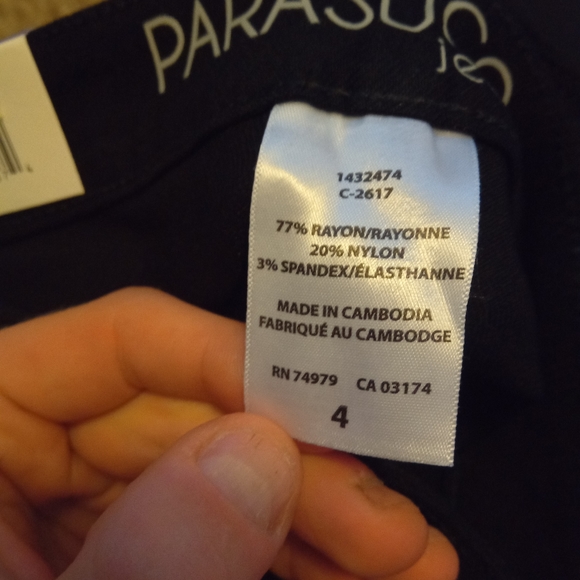 PARASUCO
1432474
C-2617
77% RAYON/RAYONNE
20% NYLON
3% SPANDEX/ÉLASTHANNE
MADE IN CAMBODIA
FABRIQUÉ AU CAMBODGE
RN 74979 CA 03174
4